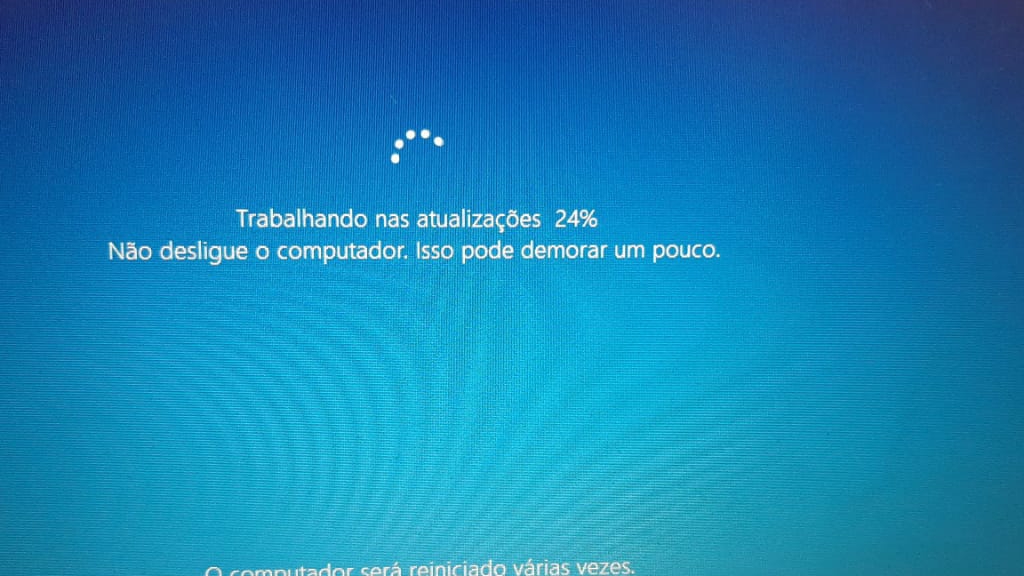 Trabalhando nas atualizações 24%
Não desligue o computador. Isso pode demorar um pouco.
O computador será reiniciado várias vezes.